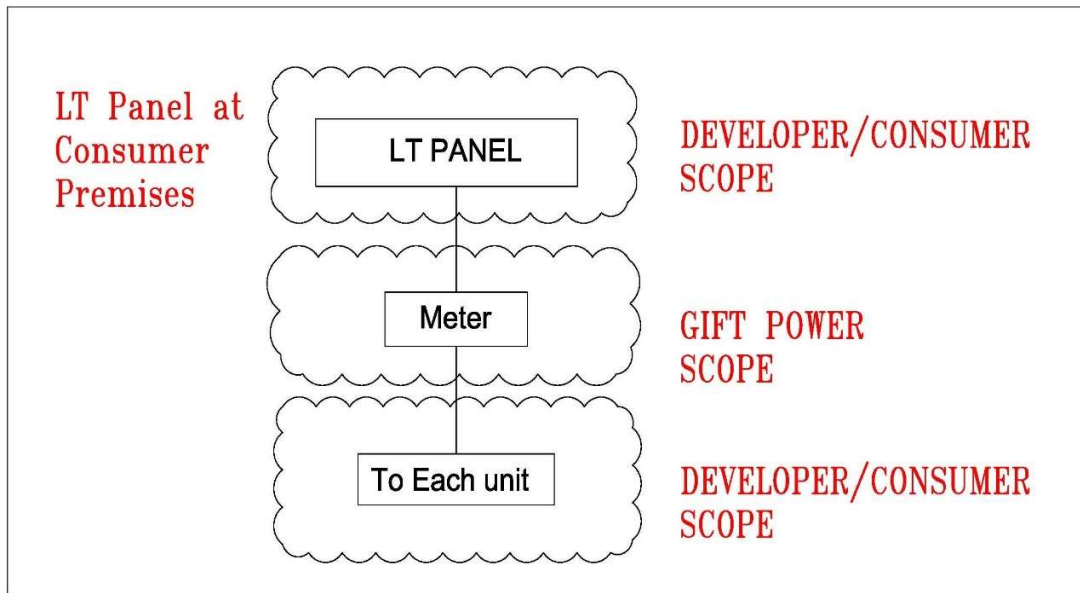 LT Panel at
Consumer
Premises
LT PANEL
DEVELOPER/CONSUMER
SCOPE
Meter
GIFT POWER
SCOPE
To Each unit
DEVELOPER/CONSUMER
SCOPE